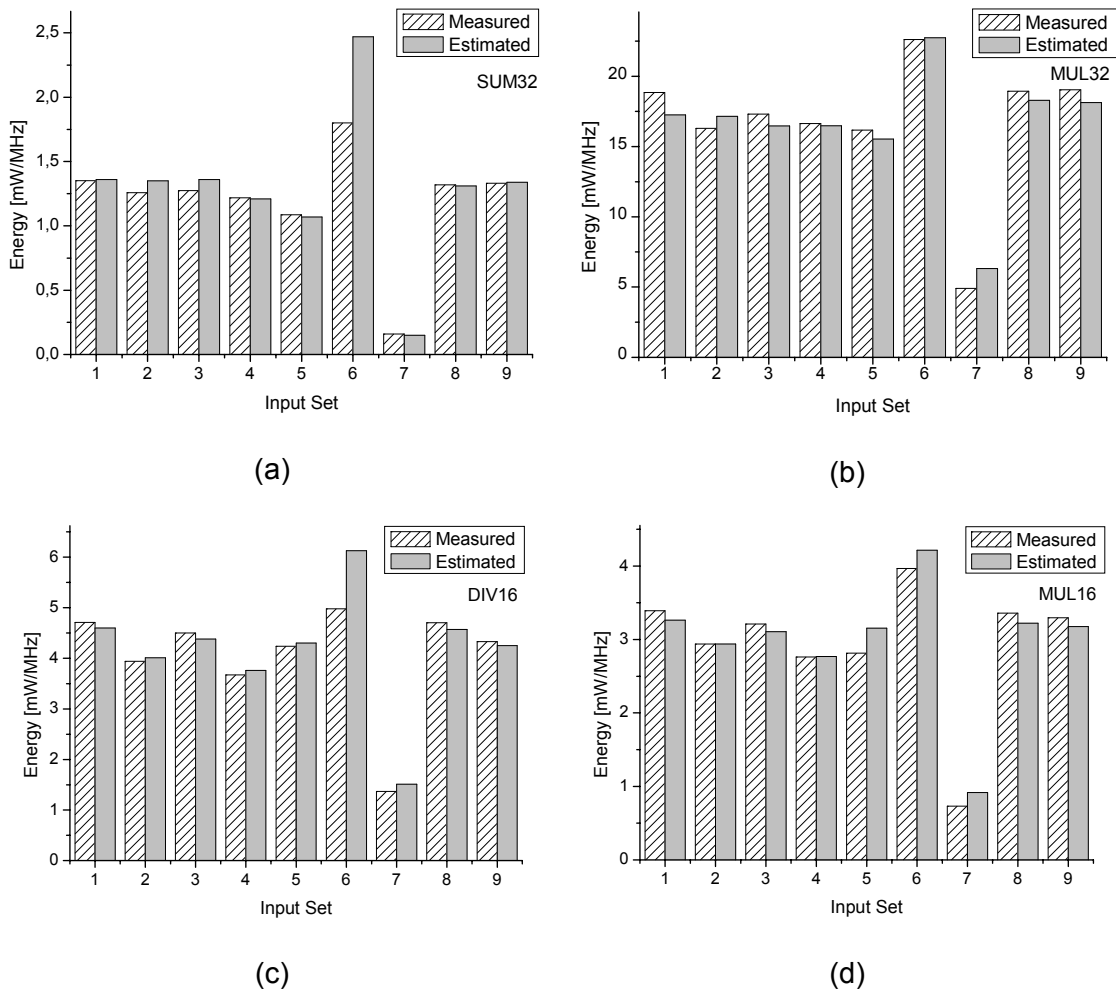 Measured
Estimated
SUM32
Energy [mW/MHz]
2,5
2,0
1,5
1,0
0,5
0,0
1 2 3 4 5 6 7 8 9
Input Set
(a)
Measured
Estimated
MUL32
Energy [mW/MHz]
20
15
10
5
0
1 2 3 4 5 6 7 8 9
Input Set
(b)
Measured
Estimated
DIV16
Energy [mW/MHz]
6
5
4
3
2
1
0
1 2 3 4 5 6 7 8 9
Input Set
(c)
Measured
Estimated
MUL16
Energy [mW/MHz]
4
3
2
1
0
1 2 3 4 5 6 7 8 9
Input Set
(d)